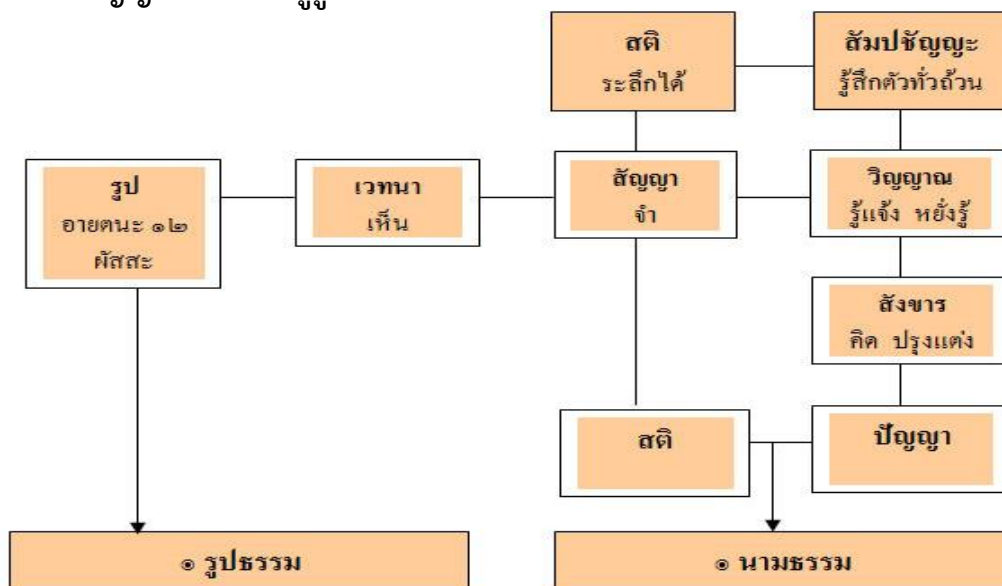 สติ
ระลึกได้
สัมปชัญญะ
รู้สึกตัวทั่วถ้วน
รูป
อายตนะ ๑๒
ผัสสะ
เวทนา
เห็น
สัญญา
จำ
วิญญาณ
รู้แจ้ง หยั่งรู้
สังขาร
คิด ปรุงแต่ง
สติ
ปัญญา
๑ รูปธรรม
๑ นามธรรม